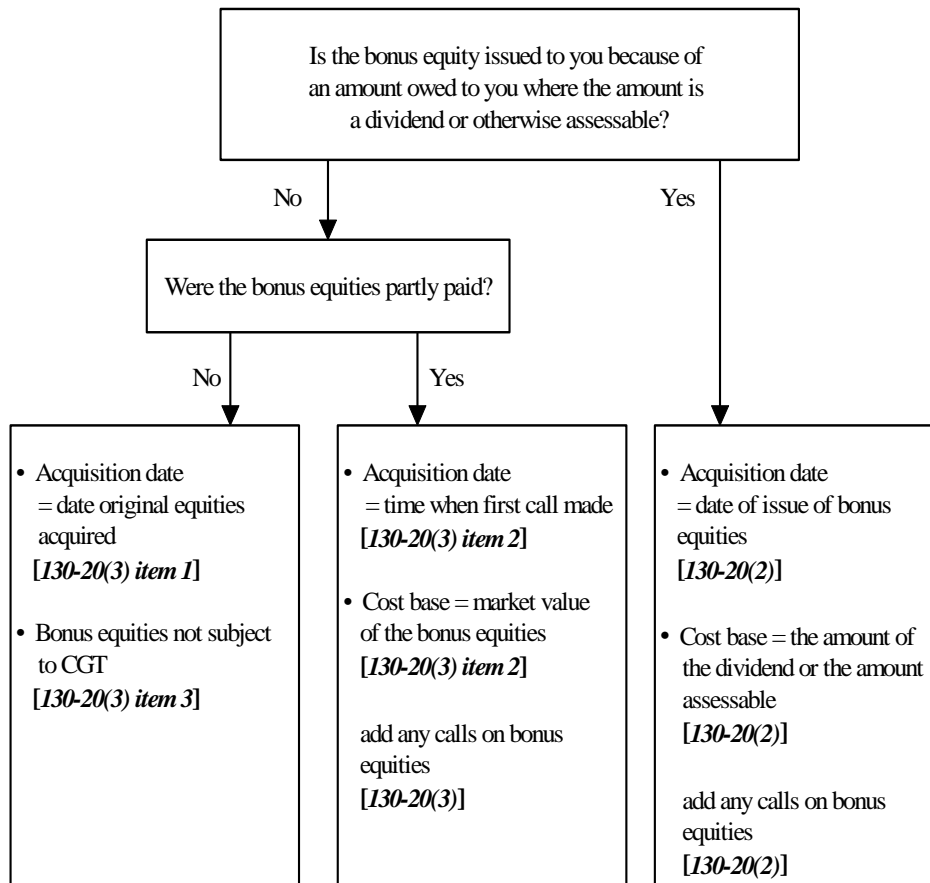 Is the bonus equity issued to you because of
an amount owed to you where the amount is
a dividend or otherwise assessable?
No
Yes
Were the bonus equities partly paid?
No
Yes
• Acquisition date
= date original equities
acquired
[130-20(3) item 1]
• Bonus equities not subject
to CGT
[130-20(3) item 3]
• Acquisition date
= time when first call made
[130-20(3) item 2]
• Cost base = market value
of the bonus equities
[130-20(3) item 2]
add any calls on bonus
equities
[130-20(3)]
• Acquisition date
= date of issue of bonus
equities
[130-20(2)]
• Cost base = the amount of
the dividend or the amount
assessable
[130-20(2)]
add any calls on bonus
equities
[130-20(2)]